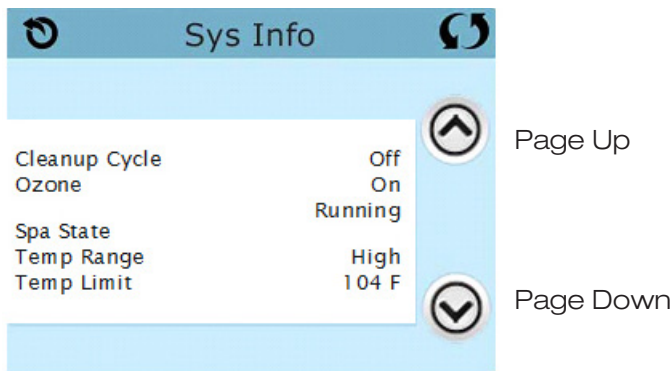 Sys Info
Page Up
Cleanup Cycle Off
Ozone On
Running
Spa State
Temp Range High
Temp Limit 104 F
Page Down